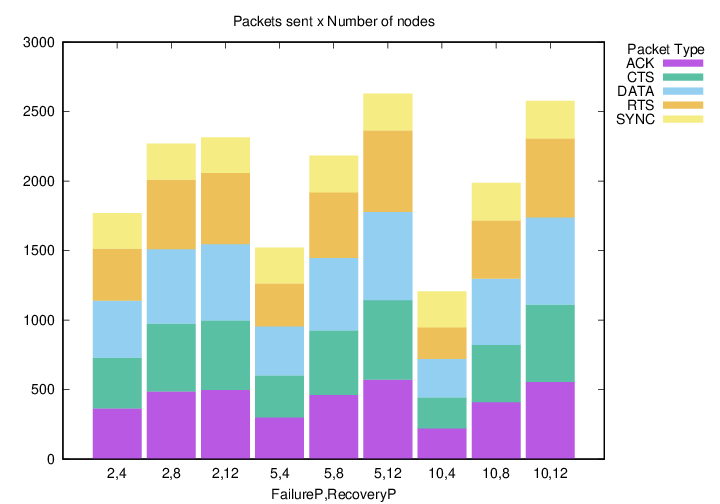 Packets sent x Number of nodes
3000
2500
2000
1500
1000
500
0
2,4 2,8 2,12 5,4 5,8 5,12 10,4 10,8 10,12
FailureP,RecoveryP
Packet Type
ACK
CTS
DATA
RTS
SYNC